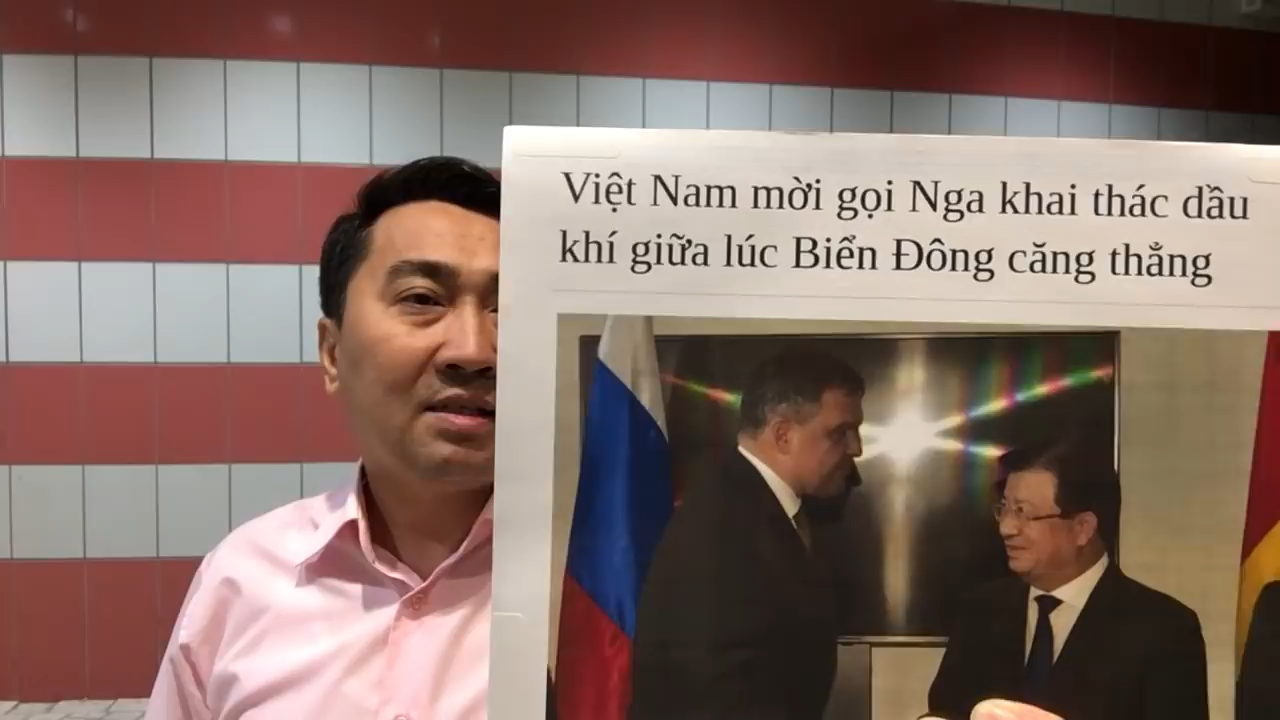 Việt Nam mời gọi Nga khai thác dầu
khí giữa lúc Biển Đông căng thẳng